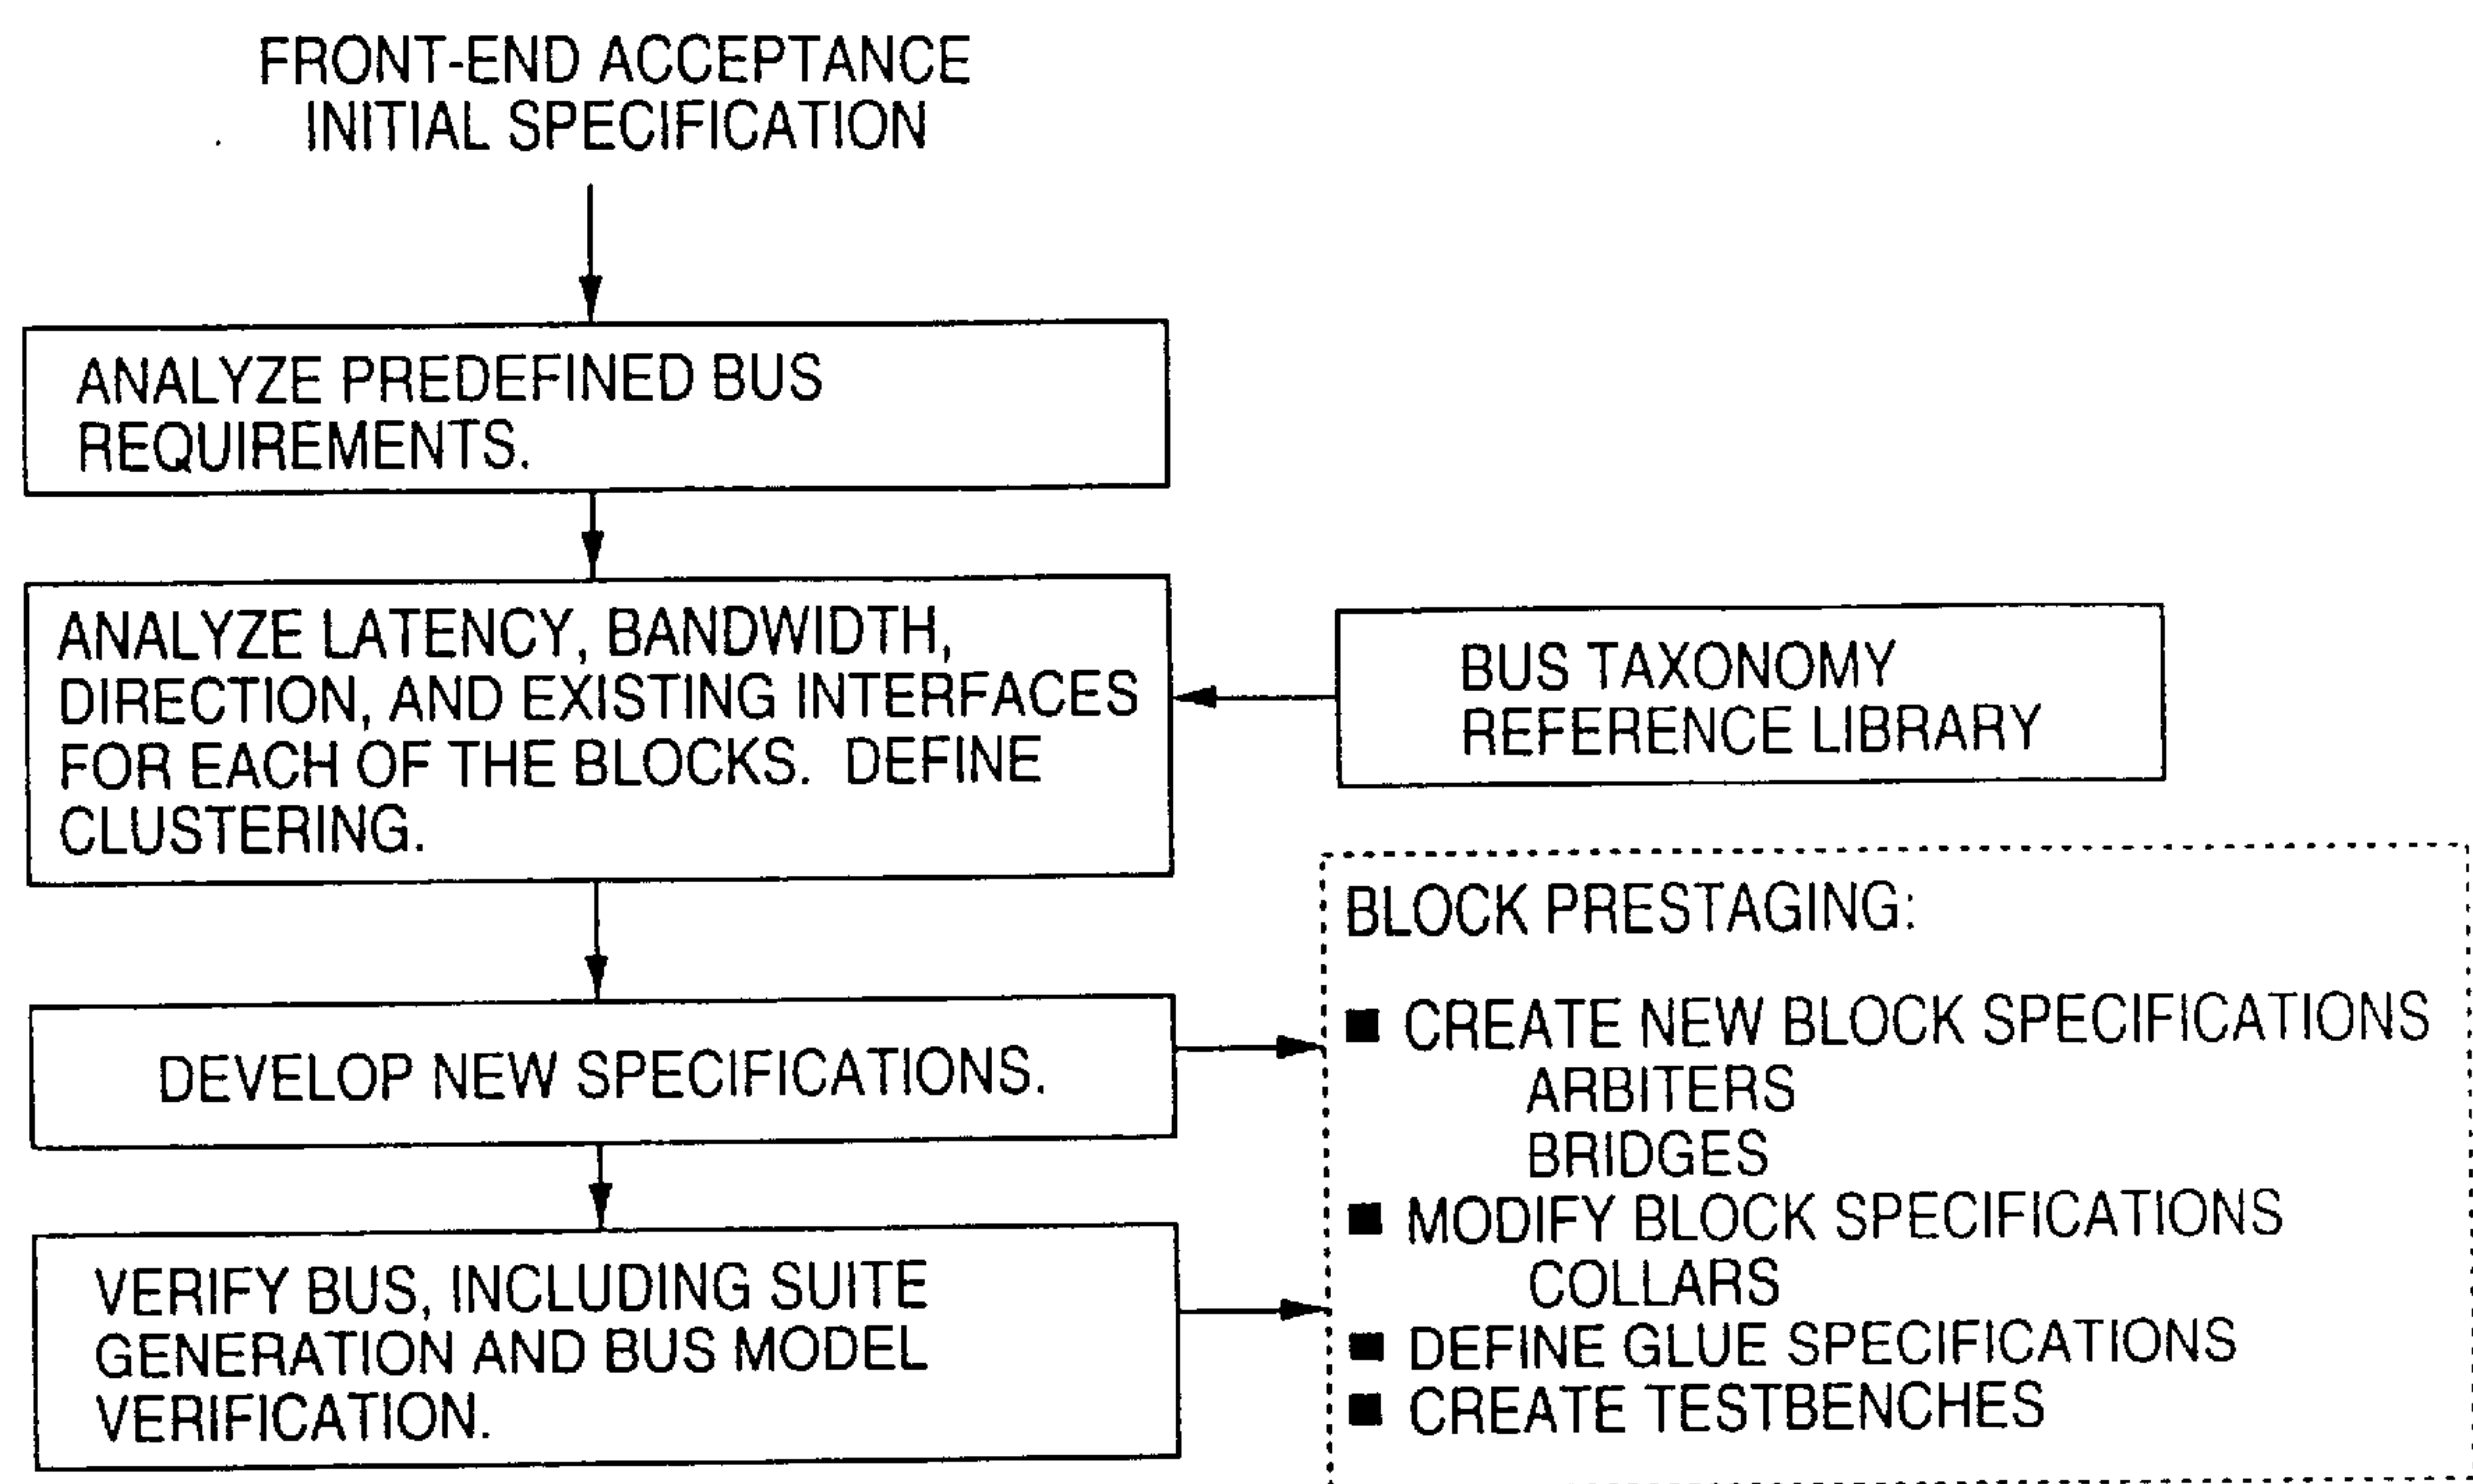 FRONT-END ACCEPTANCE
INITIAL SPECIFICATION
ANALYZE PREDEFINED BUS
REQUIREMENTS.
ANALYZE LATENCY, BANDWIDTH,
DIRECTION, AND EXISTING INTERFACES
FOR EACH OF THE BLOCKS. DEFINE
CLUSTERING.
BUS TAXONOMY
REFERENCE LIBRARY
DEVELOP NEW SPECIFICATIONS.
VERIFY BUS, INCLUDING SUITE
GENERATION AND BUS MODEL
VERIFICATION.
BLOCK PRESTAGING:
■ CREATE NEW BLOCK SPECIFICATIONS
ARBITERS
BRIDGES
■ MODIFY BLOCK SPECIFICATIONS
COLLARS
■ DEFINE GLUE SPECIFICATIONS
■ CREATE TESTBENCHES